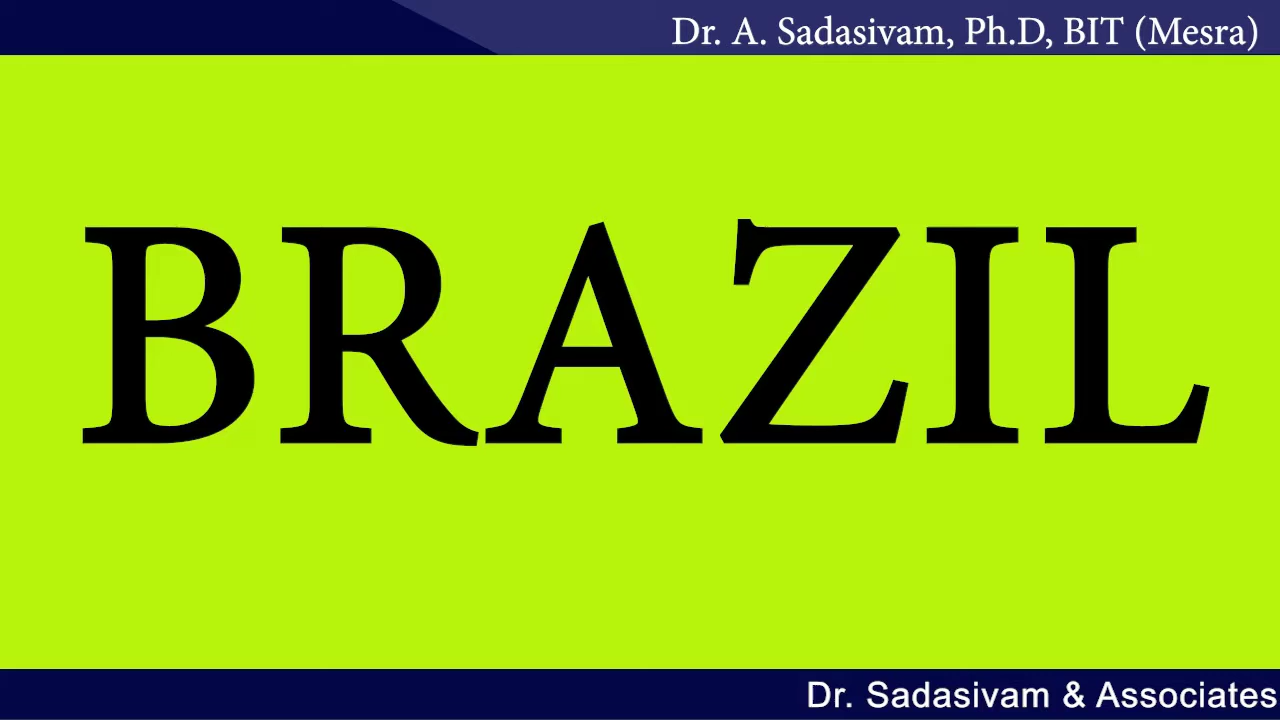 Dr. A. Sadasivam, Ph.D, BIT (Mesra)
BRAZIL
Dr. Sadasivam & Associates